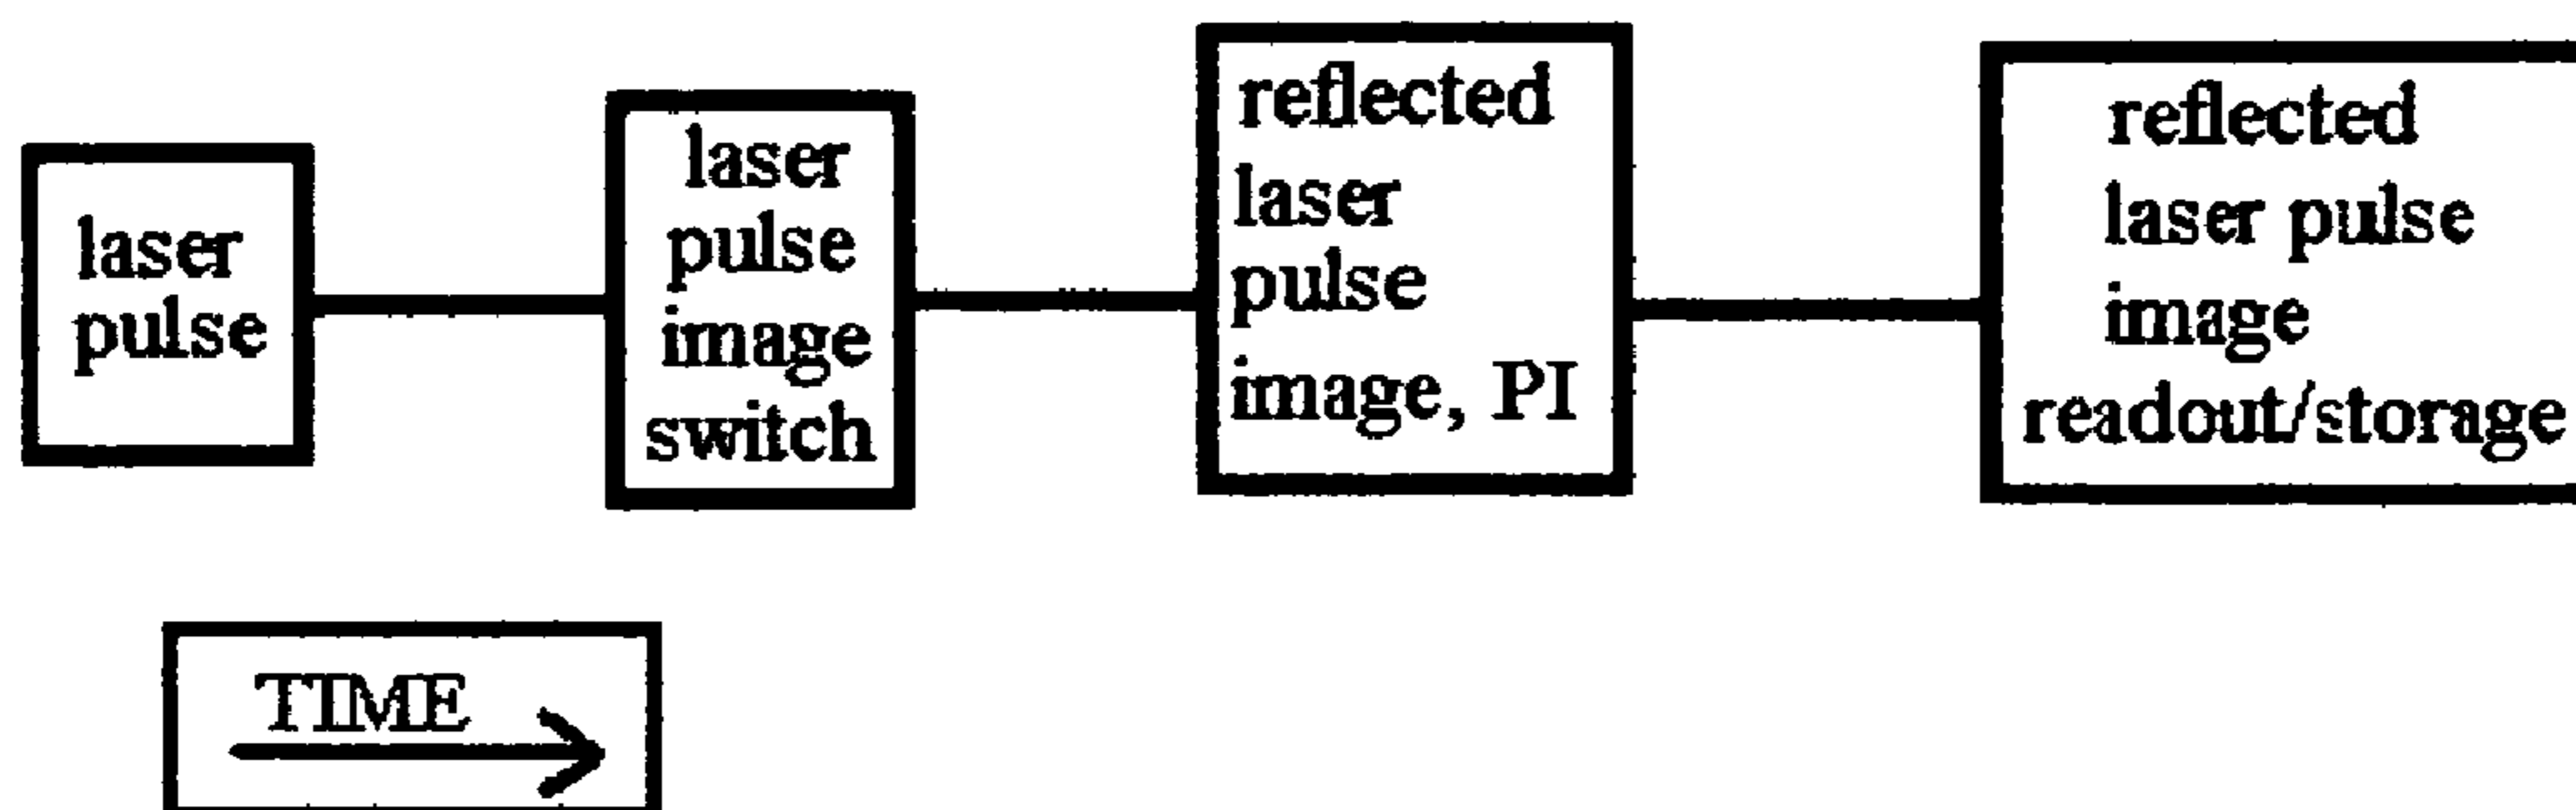 laser
pulse
laser
pulse
image
switch
reflected
laser
pulse
image, PI
reflected
laser pulse
image
readout/storage
TIME